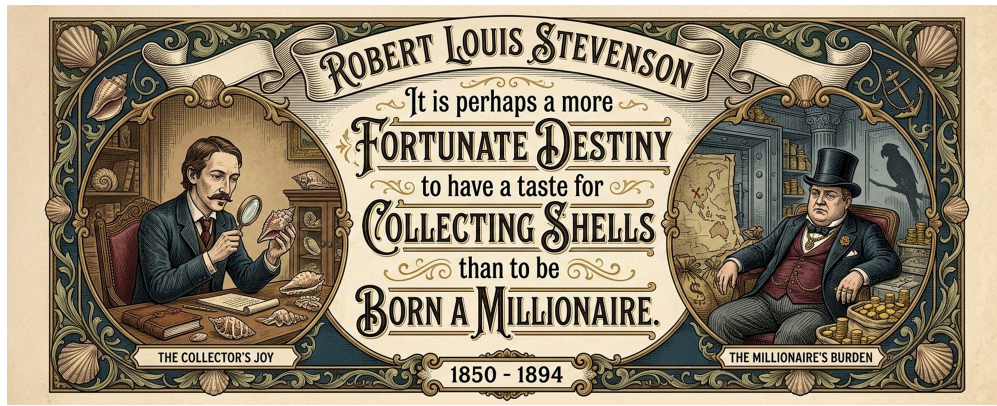 ROBERT LOUIS STEVENSON
It is perhaps a more
FORTUNATE DESTINY
to have a taste for
COLLECTING SHELLS
than to be
BORN A MILLIONAIRE.
THE COLLECTOR'S JOY
THE MILLIONAIRE'S BURDEN
1850 - 1894
X
$